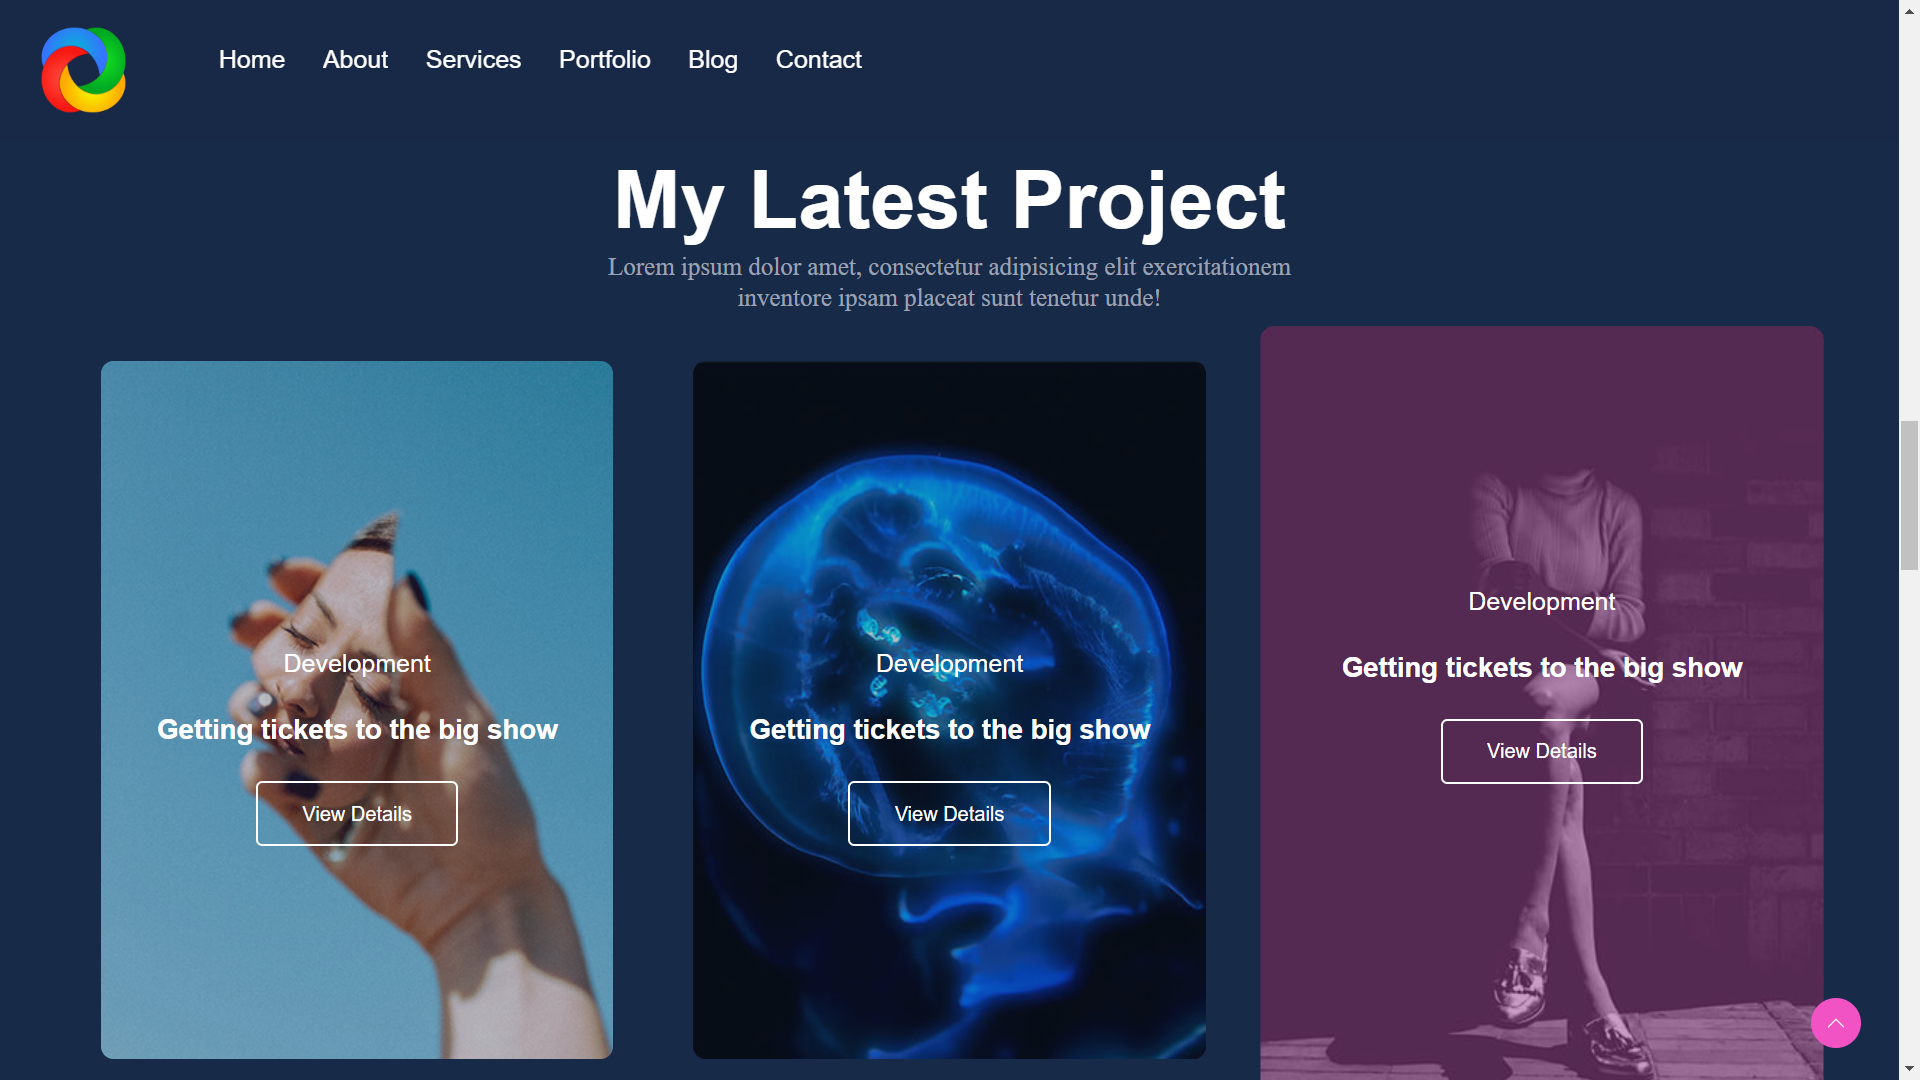 Home About Services Portfolio Blog Contact
My Latest Project
Lorem ipsum dolor amet, consectetur adipisicing elit exercitationem
inventore ipsam placeat sunt tenetur unde!
Development
Getting tickets to the big show
View Details
Development
Getting tickets to the big show
View Details
Development
Getting tickets to the big show
View Details